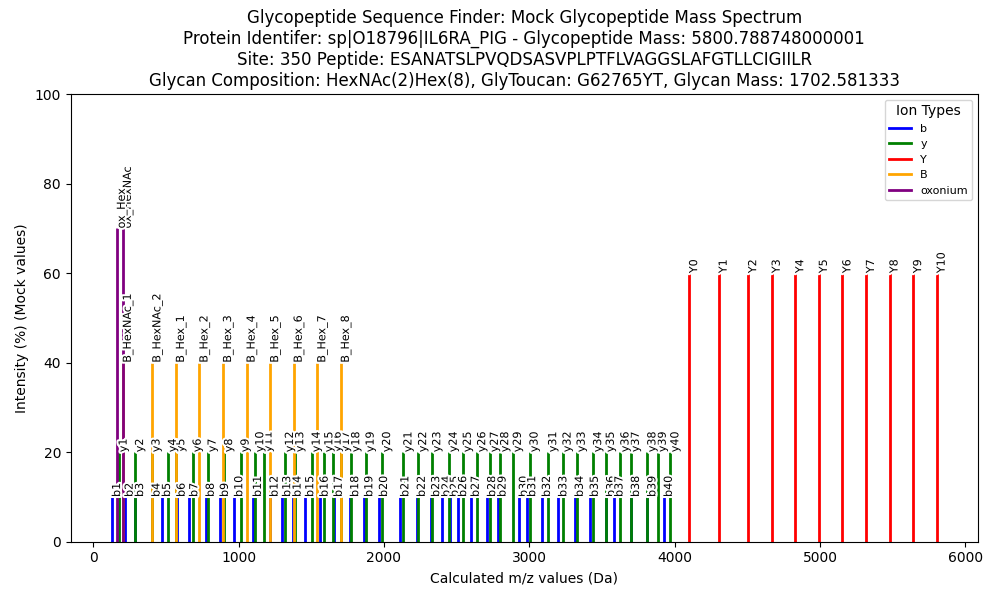 Glycopeptide Sequence Finder: Mock Glycopeptide Mass Spectrum
Protein Identifer: sp|O18796|IL6RA_PIG - Glycopeptide Mass: 5800.788748000001
Site: 350 Peptide: ESANATSLPVQDSASVPLPTFLVAGGSLAFGTLLCIGIILR
Glycan Composition: HexNAc(2)Hex(8), GlyToucan: G62765YT, Glycan Mass: 1702.581333
Intensity (%) (Mock values)
100
80
60
40
20
0
Ion Types
b
y
Y
B
oxonium
ox_Hex
ox_HexNAc
B_HexNAc_1
B_HexNAc_2
B_Hex_1
B_Hex_2
B_Hex_3
B_Hex_4
B_Hex_5
B_Hex_6
B_Hex_7
B_Hex_8
Y0
Y1
Y2
Y3
Y4
Y5
Y6
Y7
Y8
Y9
Y10
y1
y2
y3
y4
y5
y6
y7
y8
y9
y10
y11
y12
y13
y14
y15
y16
y17
y18
y19
y20
y21
y22
y23
y24
y25
y26
y27
y28
y29
y30
y31
y32
y33
y34
y35
y36
y37
y38
y39
y40
b1
b2
b3
b4
b5
b6
b7
b8
b9
b10
b11
b12
b13
b14
b15
b16
b17
b18
b19
b20
b21
b22
b23
b24
b25
b26
b27
b28
b29
b30
b31
b32
b33
b34
b35
b36
b37
b38
b39
b40
0
1000
2000
3000
4000
5000
6000
Calculated m/z values (Da)